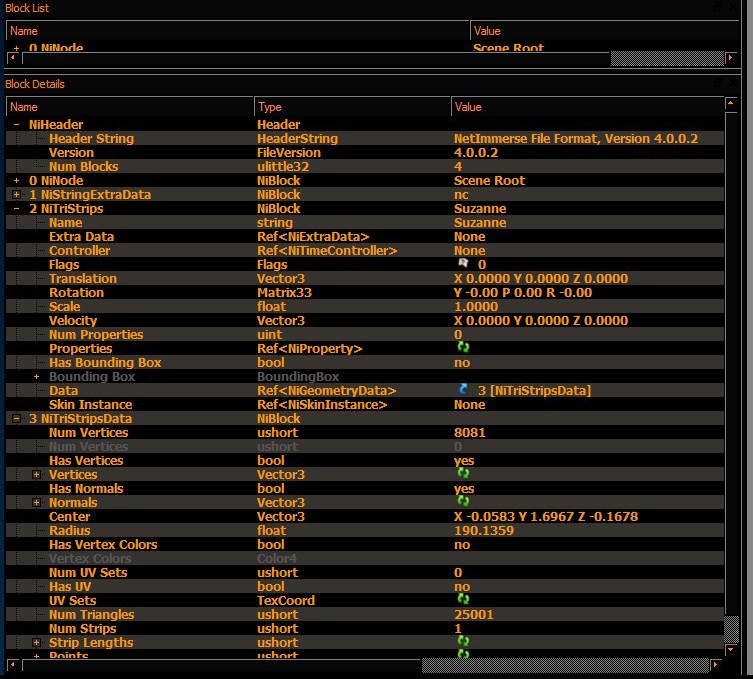 Block List
Name Value
0 NiNode Scene Root
Block Details
Name Type Value
NiHeader Header
Header String HeaderString NetImmerse File Format, Version 4.0.0.2
Version FileVersion 4.0.0.2
Num Blocks ulittle32 4
0 NiNode NiBlock Scene Root
1 NiStringExtraData NiBlock nc
2 NiTriStrips NiBlock Suzanne
Name string Suzanne
Extra Data Ref<NiExtraData> None
Controller Ref<NiTimeController> None
Flags Flags 0
Translation Vector3 X 0.0000 Y 0.0000 Z 0.0000
Rotation Matrix33 Y -0.00 P 0.00 R -0.00
Scale float 1.0000
Velocity Vector3 X 0.0000 Y 0.0000 Z 0.0000
Num Properties uint 0
Properties Ref<NiProperty>
Has Bounding Box bool no
Bounding Box BoundingBox
Data Ref<NiGeometryData> 3 [NiTriStripsData]
Skin Instance Ref<NiSkinInstance> None
3 NiTriStripsData NiBlock
Num Vertices ushort 8081
Num Vertices ushort 0
Has Vertices bool yes
Vertices Vector3
Has Normals bool yes
Normals Vector3
Center Vector3 X -0.0583 Y 1.6967 Z -0.1678
Radius float 190.1359
Has Vertex Colors bool no
Vertex Colors Color4
Num UV Sets ushort 0
Has UV bool no
UV Sets TexCoord
Num Triangles ushort 25001
Num Strips ushort 1
Strip Lengths ushort
Points ushort